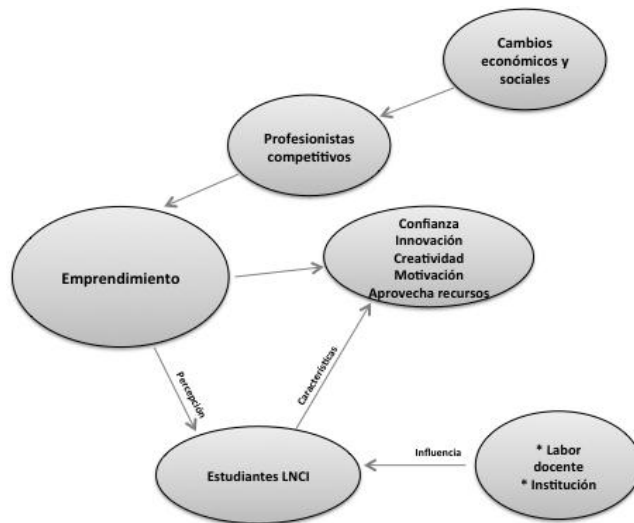 Cambios
económicos y
sociales
Profesionistas
competitivos
Emprendimiento
Confianza
Innovación
Creatividad
Motivación
Aprovecha recursos
Percepción
Característicos
Estudiantes LNCI
Influencia
* Labor
docente
* Institución